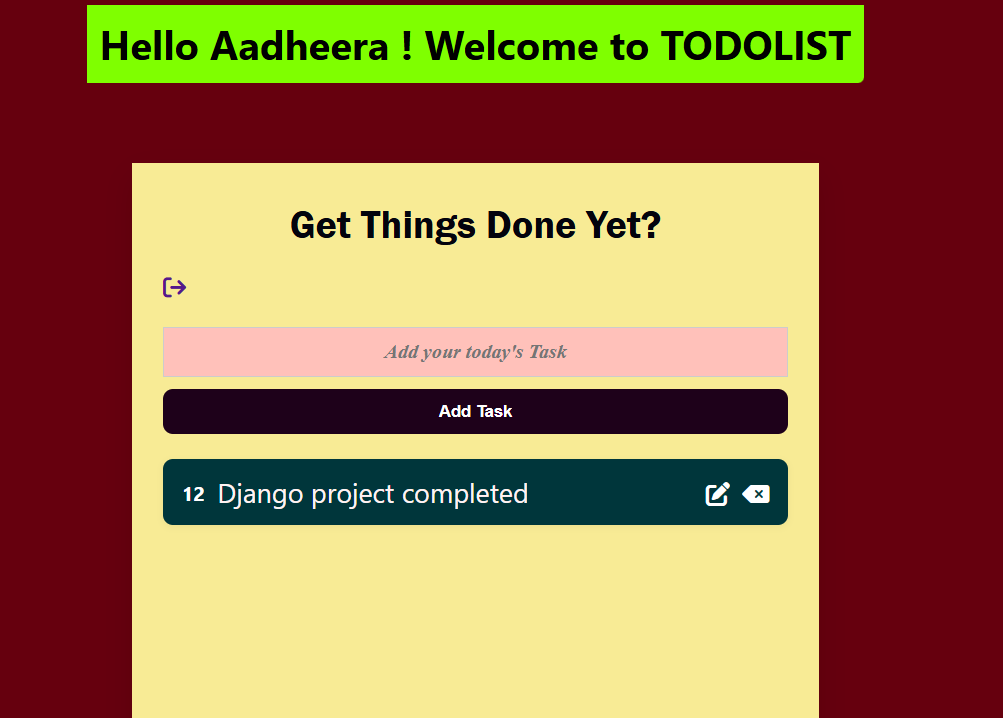 Hello Aadheera ! Welcome to TODOLIST
Get Things Done Yet?
Add your today's Task
Add Task
12 Django project completed